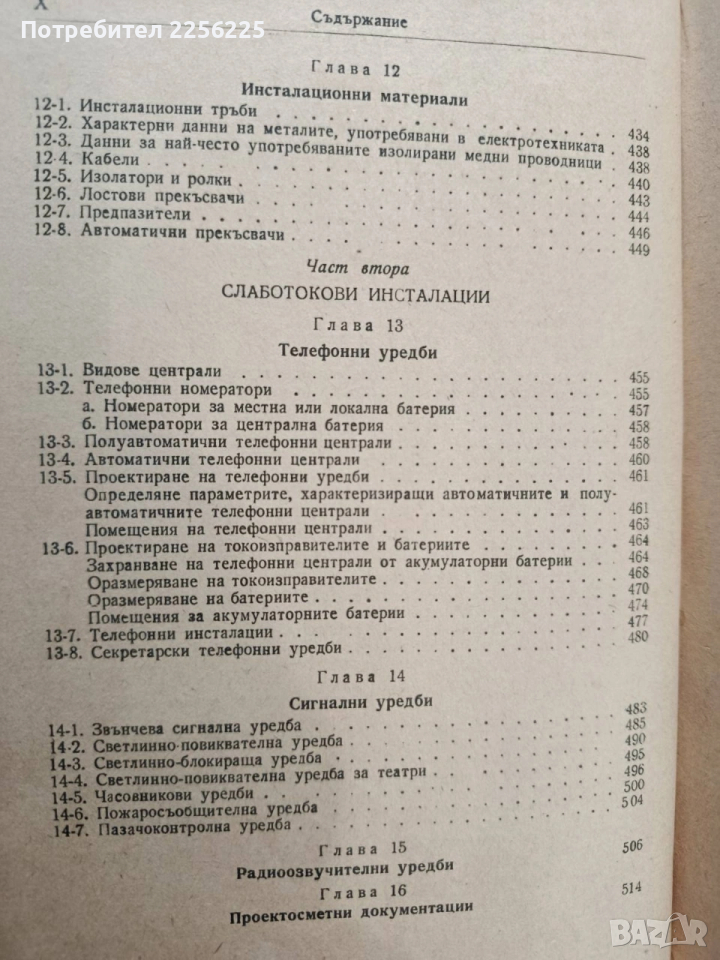 X
Потребител 2256225
Съдържание
Глава 12
Инсталационни материали
12-1. Инсталационни тръби . . . . . . . . . . 434
12-2. Характерни данни на металите, употребявани в електротехниката 438
12-3. Данни за най-често употребяваните изолирани медни проводници . 438
12-4. Кабели . . . . . . . . . . 440
12-5. Изолатори и ролки . . . . . . . . . . 443
12-6. Лостови прекъсвачи . . . . . . . . . . 444
12-7. Предпазители . . . . . . . . . . 446
12-8. Автоматични прекъсвачи . . . . . . . . . . 449
Част втора
СЛАБОТОКОВИ ИНСТАЛАЦИИ
Глава 13
Телефонни уредби
13-1. Видове централи . . . . . . . . . . 455
13-2. Телефонни номератори . . . . . . . . . . 455
а. Номератори за местна или локална батерия . . . . . . 457
б. Номератори за централна батерия . . . . . . . . 458
13-3. Полуавтоматични телефонни централи . . . . . . . . 458
13-4. Автоматични телефонни централи . . . . . . . . 460
13-5. Проектиране на телефонни уредби . . . . . . . . 461
Определяне параметрите, характеризиращи автоматичните и полу-
автоматичните телефонни централи . . . . . . . . 461
Помещения на телефонни централи . . . . . . . . 463
13-6. Проектиране на токоизправителите и батериите . . . . . . 464
Захранване на телефонни централи от акумулаторни батерии . . 464
Оразмеряване на токоизправителите . . . . . . . . 468
Оразмеряване на батериите . . . . . . . . 470
Помещения за акумулаторните батерии . . . . . . . . 474
13-7. Телефонни инсталации . . . . . . . . . . 477
13-8. Секретарски телефонни уредби . . . . . . . . 480
Глава 14
Сигнални уредби
14-1. Звънчева сигнална уредба . . . . . . . . 483
14-2. Светлинно-повиквателна уредба . . . . . . . . 485
14-3. Светлинно-блокираща уредба . . . . . . . . 490
14-4. Светлинно-повиквателна уредба за театри . . . . . . 495
14-5. Часовникови уредби . . . . . . . . 496
14-6. Пожаросъобщителна уредба . . . . . . . . 500
14-7. Пазачоконтролна уредба . . . . . . . . 504
Глава 15
Радиоозвучителни уредби 506
Глава 16
Проектосметни документации 514
BAZAR